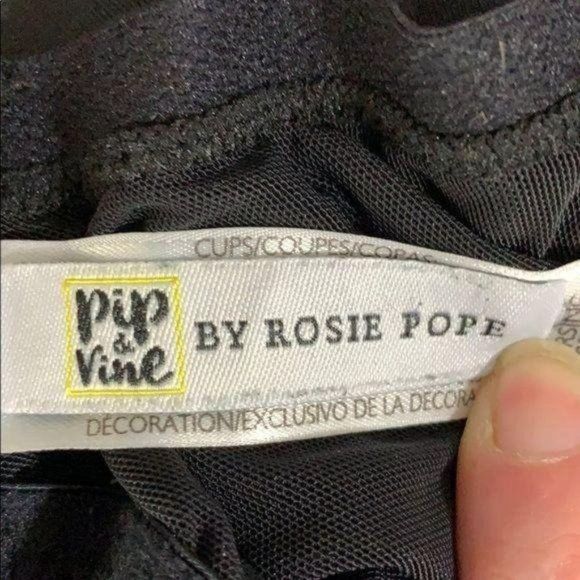 CUPS/COUPES/COPAS
pip
&
Vine
BY ROSIE POPE
DECORATION/EXCLUSIVO DE LA DECORA